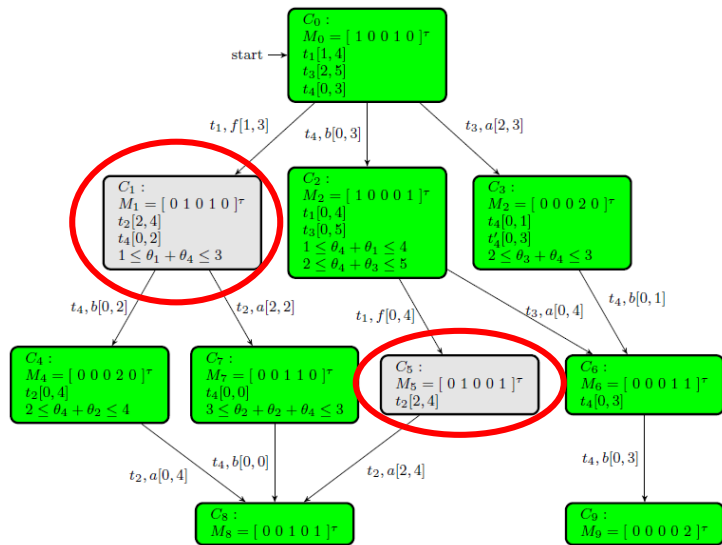 C₀ :
M₀ = [ 1 0 0 1 0 ]^τ
start
t₁[1, 4]
t₃[2, 5]
t₄[0, 3]
t₁, f[1, 3]
t₄, b[0, 3]
t₃, a[2, 3]
C₁ :
M₁ = [ 0 1 0 1 0 ]^τ
t₂[2, 4]
t₄[0, 2]
1 ≤ θ₁ + θ₄ ≤ 3
C₂ :
M₂ = [ 1 0 0 0 1 ]^τ
t₁[0, 4]
t₃[0, 5]
1 ≤ θ₄ + θ₁ ≤ 4
2 ≤ θ₄ + θ₃ ≤ 5
C₃ :
M₂ = [ 0 0 0 2 0 ]^τ
t₄[0, 1]
t₄′[0, 3]
2 ≤ θ₃ + θ₄ ≤ 3
t₄, b[0, 2]
t₂, a[2, 2]
t₁, f[0, 4]
t₃, a[0, 4]
t₄, b[0, 1]
C₄ :
M₄ = [ 0 0 0 2 0 ]^τ
t₂[0, 4]
2 ≤ θ₄ + θ₂ ≤ 4
C₇ :
M₇ = [ 0 0 1 1 0 ]^τ
t₄[0, 0]
3 ≤ θ₂ + θ₂ + θ₄ ≤ 3
C₅ :
M₅ = [ 0 1 0 0 1 ]^τ
t₂[2, 4]
C₆ :
M₆ = [ 0 0 0 1 1 ]^τ
t₄[0, 3]
t₂, a[0, 4]
t₄, b[0, 0]
t₂, a[2, 4]
t₄, b[0, 3]
C₈ :
M₈ = [ 0 0 1 0 1 ]^τ
C₉ :
M₉ = [ 0 0 0 0 2 ]^τ